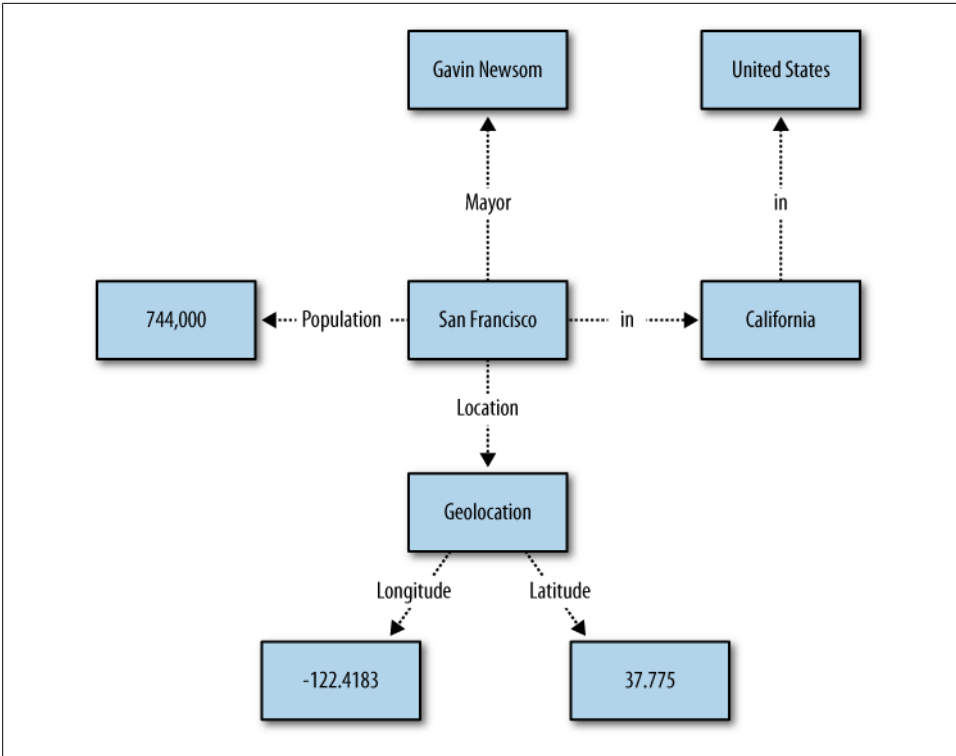 Gavin Newsom
United States
Mayor
in
744,000
Population
San Francisco
in
California
Location
Geolocation
Longitude
Latitude
-122.4183
37.775